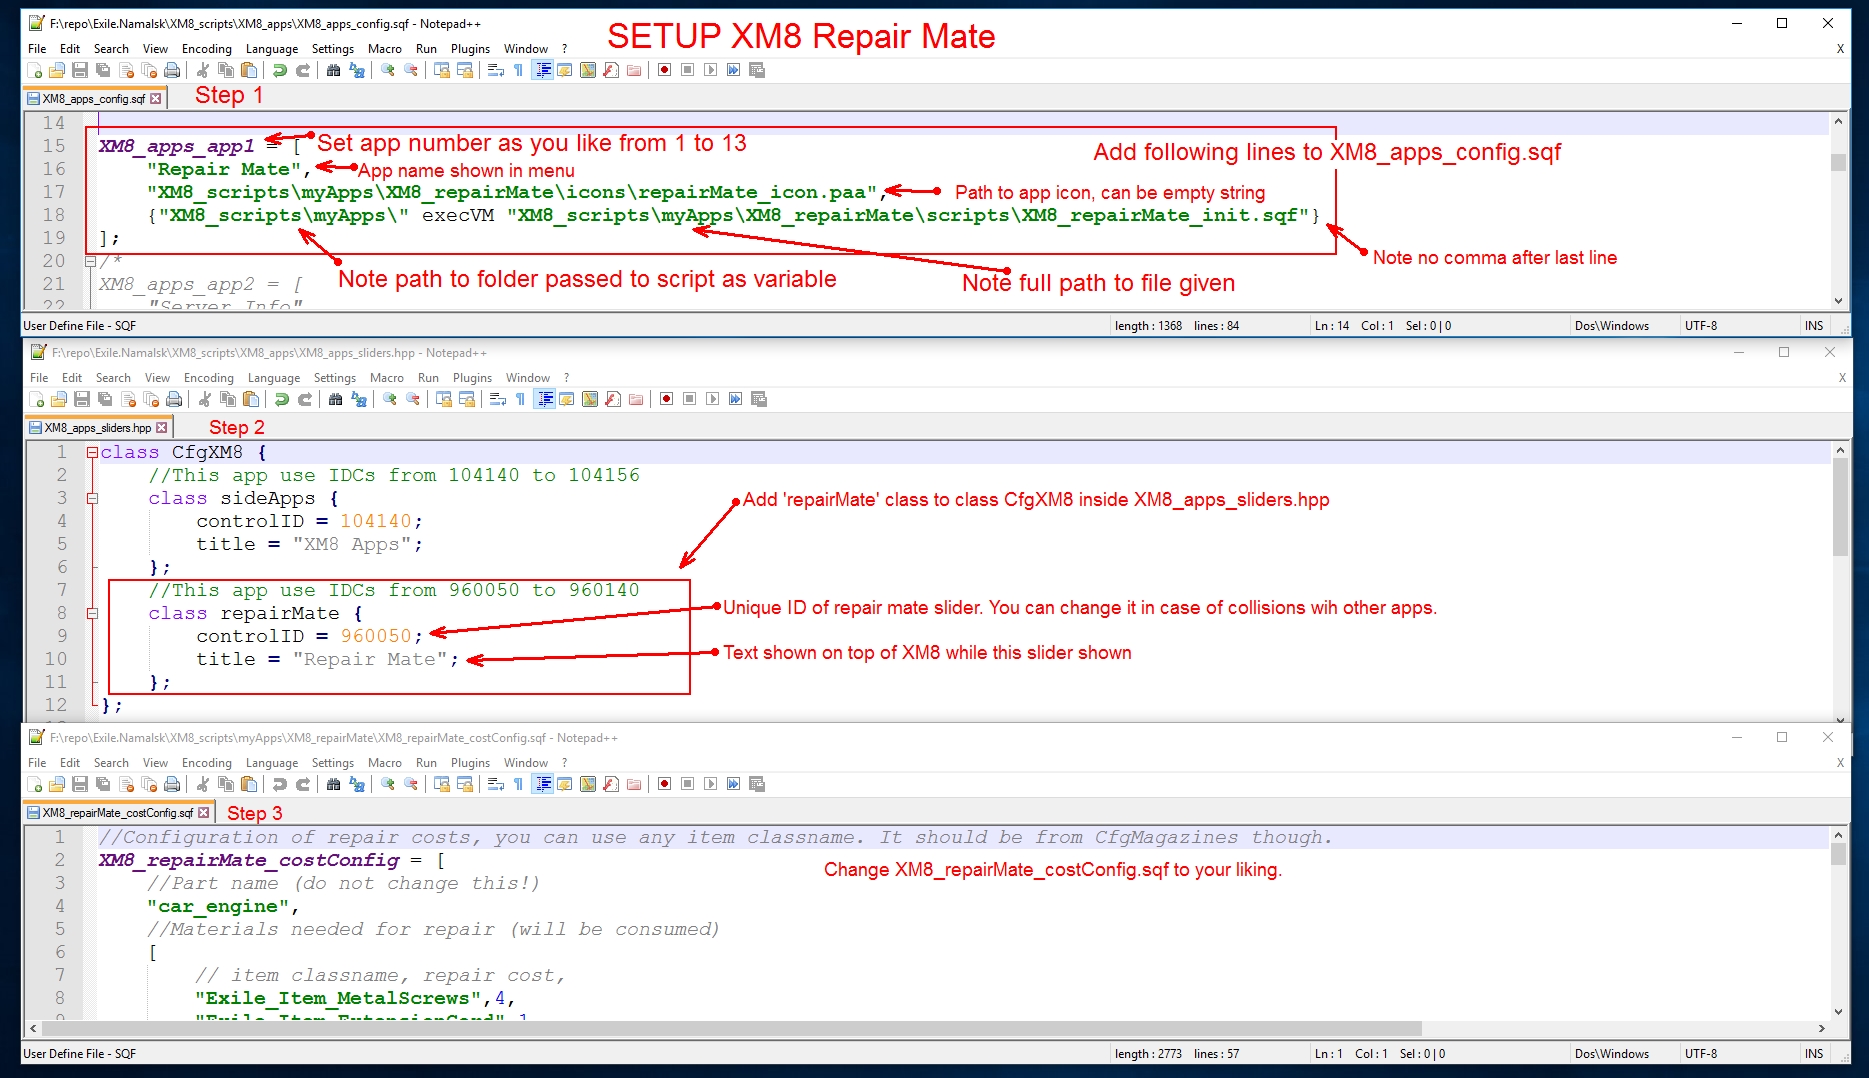 F:\repo\Exile.Namalsk\XM8_scripts\XM8_apps\XM8_apps_config.sqf - Notepad++
SETUP XM8 Repair Mate
File Edit Search View Encoding Language Settings Macro Run Plugins Window ? X
XM8_apps_config.sqf
Step 1
14
15 XM8_apps_app1 = [
Set app number as you like from 1 to 13
Add following lines to XM8_apps_config.sqf
16 "Repair Mate",
App name shown in menu
17 "XM8_scripts\myApps\XM8_repairMate\icons\repairMate_icon.paa",
Path to app icon, can be empty string
18 {"XM8_scripts\myApps\" execVM "XM8_scripts\myApps\XM8_repairMate\scripts\XM8_repairMate_init.sqf"}
19 ];
Note no comma after last line
20 /*
Note path to folder passed to script as variable
Note full path to file given
21 XM8_apps_app2 = [
22 "Server Info"
User Define File - SQF length : 1368 lines : 84 Ln : 14 Col : 1 Sel : 0 | 0 Dos\Windows UTF-8 INS
F:\repo\Exile.Namalsk\XM8_scripts\XM8_apps\XM8_apps_sliders.hpp - Notepad++
File Edit Search View Encoding Language Settings Macro Run Plugins Window ? X
XM8_apps_sliders.hpp
Step 2
1 class CfgXM8 {
2 //This app use IDCs from 104140 to 104156
3 class sideApps {
Add 'repairMate' class to class CfgXM8 inside XM8_apps_sliders.hpp
4 controlID = 104140;
5 title = "XM8 Apps";
6 };
7 //This app use IDCs from 960050 to 960140
8 class repairMate {
Unique ID of repair mate slider. You can change it in case of collisions wih other apps.
9 controlID = 960050;
10 title = "Repair Mate";
Text shown on top of XM8 while this slider shown
11 };
12 };
F:\repo\Exile.Namalsk\XM8_scripts\myApps\XM8_repairMate\XM8_repairMate_costConfig.sqf - Notepad++
File Edit Search View Encoding Language Settings Macro Run Plugins Window ? X
XM8_repairMate_costConfig.sqf
Step 3
1 //Configuration of repair costs, you can use any item classname. It should be from CfgMagazines though.
2 XM8_repairMate_costConfig = [
Change XM8_repairMate_costConfig.sqf to your liking.
3 //Part name (do not change this!)
4 "car_engine",
5 //Materials needed for repair (will be consumed)
6 [
7 // item classname, repair cost,
8 "Exile_Item_MetalScrews",4,
9 "Exile_Item_ExtensionCord",1
User Define File - SQF length : 2773 lines : 57 Ln : 1 Col : 1 Sel : 0 | 0 Dos\Windows UTF-8 INS